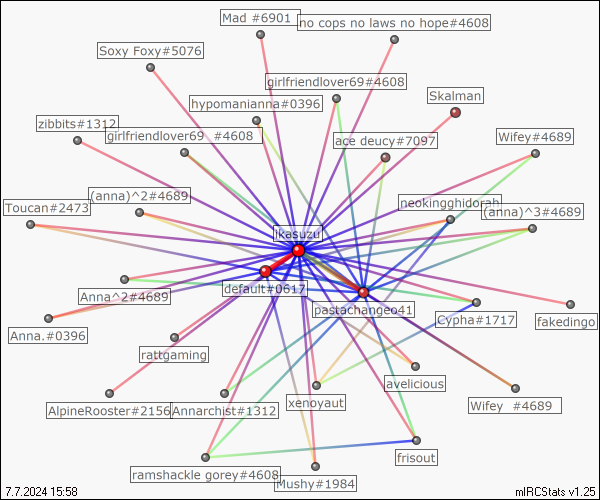 Mad #6901
no cops no laws no hope#4608
Soxy Foxy#5076
girlfriendlover69#4608
Skalman
hypomanianna#0396
zibbits#1312
girlfriendlover69 #4608
ace deucy#7097
Wifey#4689
(anna)^2#4689
neokingghidorah
Toucan#2473
(anna)^3#4689
jkasuzu
default#0617
Anna^2#4689
pastachangeo41
Cypha#1717
fakedingo
Anna.#0396
rattgaming
lavelicious
AlpineRooster#2156
Annarchist#1312
xenoyaut
Wifey #4689
frisout
ramshackle gorey#4608
Mushy#1984
7.7.2024 15:58
mIRCStats v1.25